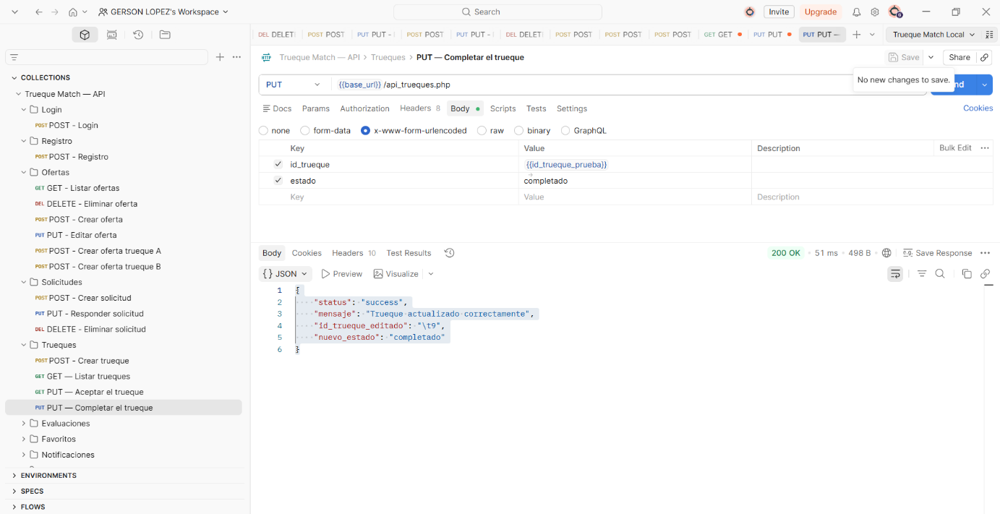 GERSON LOPEZ's Workspace
Search
Invite
Upgrade
DEL DELETI
POST POST
PUT PUT -
POST POST
PUT PUT -
DEL DELET
POST POST
POST POST
POST POST
GET GET
PUT PUT
PUT PUT —
Trueque Match Local
Trueque Match — API > Trueques > PUT — Completar el trueque
Save
Share
No new changes to save.
COLLECTIONS
Trueque Match — API
Login
POST POST - Login
Registro
POST POST - Registro
Ofertas
GET GET - Listar ofertas
DEL DELETE - Eliminar oferta
POST POST - Crear oferta
PUT PUT - Editar oferta
POST POST - Crear oferta trueque A
POST POST - Crear oferta trueque B
Solicitudes
POST POST - Crear solicitud
PUT PUT - Responder solicitud
DEL DELETE - Eliminar solicitud
Trueques
POST POST - Crear trueque
GET GET — Listar trueques
GET PUT — Aceptar el trueque
PUT PUT — Completar el trueque
Evaluaciones
Favoritos
Notificaciones
ENVIRONMENTS
SPECS
FLOWS
PUT
{{base_url}} /api_trueques.php
nd
Docs Params Authorization Headers 8 Body Scripts Tests Settings
Cookies
none form-data x-www-form-urlencoded raw binary GraphQL
Key Value Description Bulk Edit
id_trueque {{id_trueque_prueba}}
estado completado
Key Value Description
Body Cookies Headers 10 Test Results
200 OK • 51 ms • 498 B
e.g. Save Response
{ } JSON Preview Visualize
1 {
2 "status": "success",
3 "mensaje": "Trueque actualizado correctamente",
4 "id_trueque_editado": "\t9",
5 "nuevo_estado": "completado"
6 }